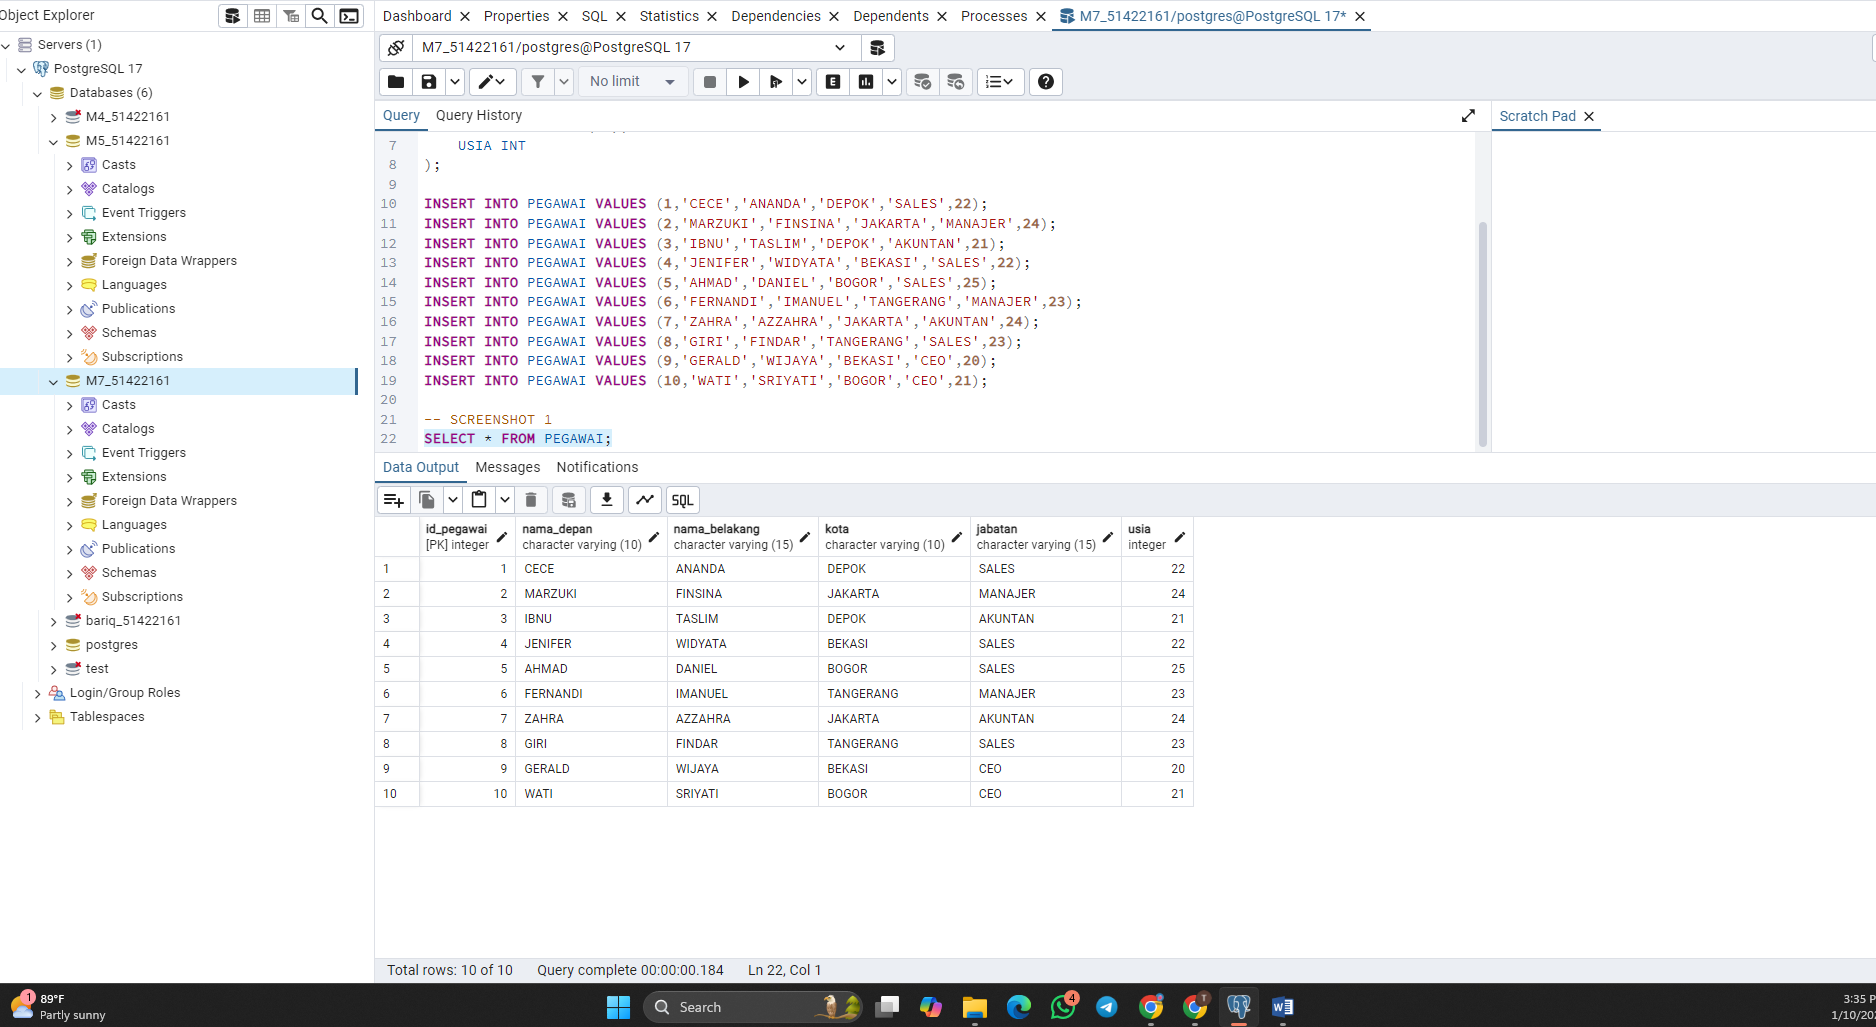 Object Explorer
Servers (1)
PostgreSQL 17
Databases (6)
M4_51422161
M5_51422161
Casts
Catalogs
Event Triggers
Extensions
Foreign Data Wrappers
Languages
Publications
Schemas
Subscriptions
M7_51422161
Casts
Catalogs
Event Triggers
Extensions
Foreign Data Wrappers
Languages
Publications
Schemas
Subscriptions
bariq_51422161
postgres
test
Login/Group Roles
Tablespaces
Dashboard Properties SQL Statistics Dependencies Dependents Processes M7_51422161/postgres@PostgreSQL 17*
M7_51422161/postgres@PostgreSQL 17
No limit E
Query Query History
Scratch Pad
7 USIA INT
8 );
9
10 INSERT INTO PEGAWAI VALUES (1,'CECE','ANANDA','DEPOK','SALES',22);
11 INSERT INTO PEGAWAI VALUES (2,'MARZUKI','FINSINA','JAKARTA','MANAJER',24);
12 INSERT INTO PEGAWAI VALUES (3,'IBNU','TASLIM','DEPOK','AKUNTAN',21);
13 INSERT INTO PEGAWAI VALUES (4,'JENIFER','WIDYATA','BEKASI','SALES',22);
14 INSERT INTO PEGAWAI VALUES (5,'AHMAD','DANIEL','BOGOR','SALES',25);
15 INSERT INTO PEGAWAI VALUES (6,'FERNANDI','IMANUEL','TANGERANG','MANAJER',23);
16 INSERT INTO PEGAWAI VALUES (7,'ZAHRA','AZZAHRA','JAKARTA','AKUNTAN',24);
17 INSERT INTO PEGAWAI VALUES (8,'GIRI','FINDAR','TANGERANG','SALES',23);
18 INSERT INTO PEGAWAI VALUES (9,'GERALD','WIJAYA','BEKASI','CEO',20);
19 INSERT INTO PEGAWAI VALUES (10,'WATI','SRIYATI','BOGOR','CEO',21);
20
21 -- SCREENSHOT 1
22 SELECT * FROM PEGAWAI;
Data Output Messages Notifications
SQL
id_pegawai nama_depan nama_belakang kota jabatan usia
[PK] integer character varying (10) character varying (15) character varying (10) character varying (15) integer
1 1 CECE ANANDA DEPOK SALES 22
2 2 MARZUKI FINSINA JAKARTA MANAJER 24
3 3 IBNU TASLIM DEPOK AKUNTAN 21
4 4 JENIFER WIDYATA BEKASI SALES 22
5 5 AHMAD DANIEL BOGOR SALES 25
6 6 FERNANDI IMANUEL TANGERANG MANAJER 23
7 7 ZAHRA AZZAHRA JAKARTA AKUNTAN 24
8 8 GIRI FINDAR TANGERANG SALES 23
9 9 GERALD WIJAYA BEKASI CEO 20
10 10 WATI SRIYATI BOGOR CEO 21
Total rows: 10 of 10 Query complete 00:00:00.184 Ln 22, Col 1
1 89°F
Partly sunny
Search
4
T
3:35 P
1/10/20